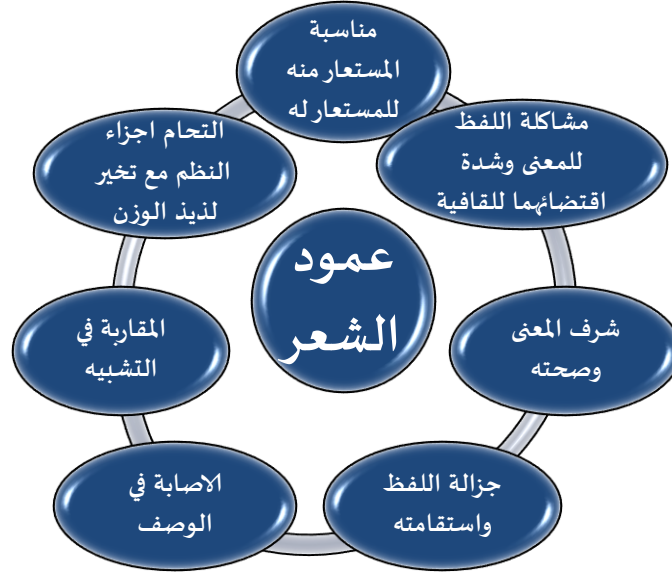 مناسبة
المستعار منه
للمستعار له
مشاكلة اللفظ
للمعنى وشدة
اقتضائهما للقافية
شرف المعنى
وصحته
جزالة اللفظ
واستقامته
الاصابة في
الوصف
المقاربة في
التشبيه
التحام اجزاء
النظم مع تخير
لذيذ الوزن
عمود
الشعر